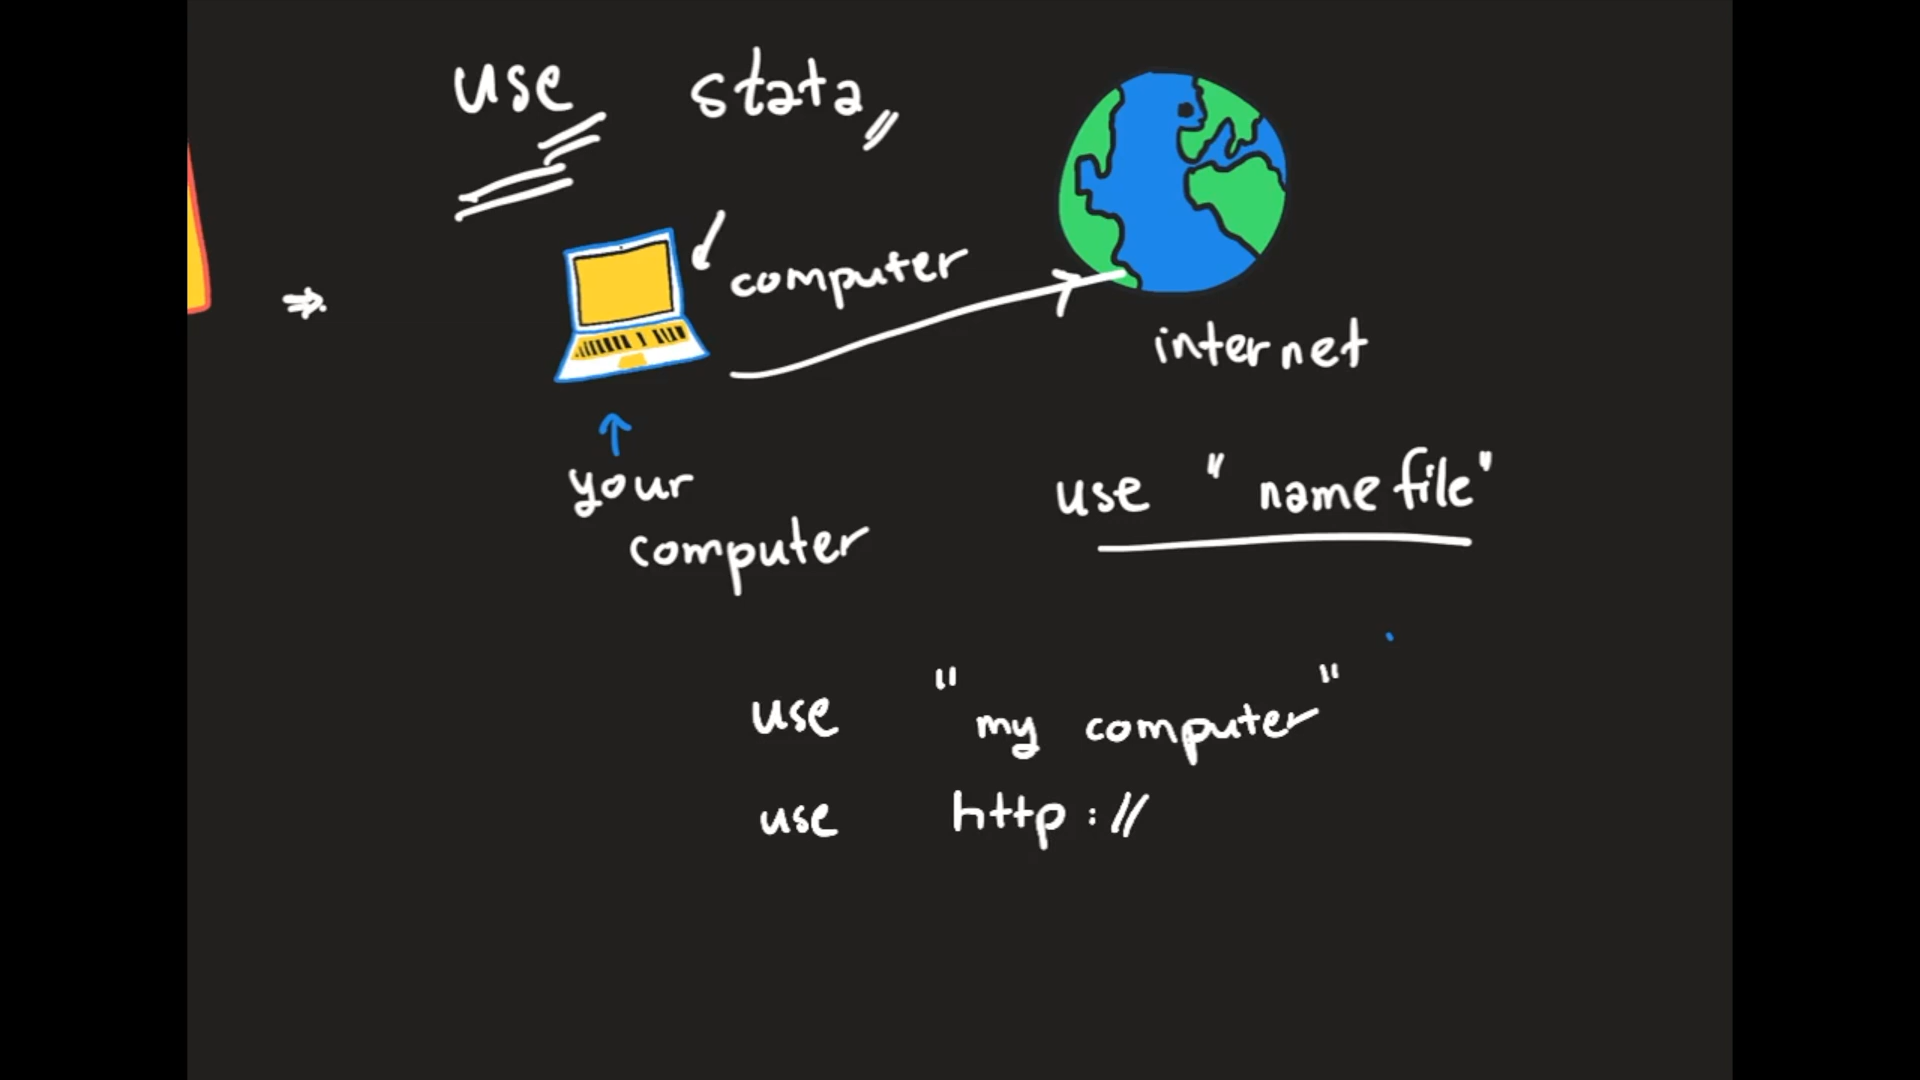 use stata
computer
internet
your
computer
use "name file"
use "my computer"
use http://